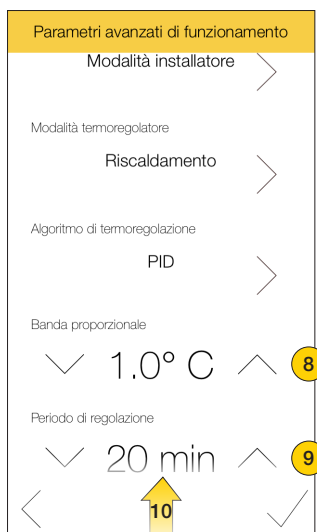 Parametri avanzati di funzionamento
Modalità installatore
Modalità termoregolatore
Riscaldamento
Algoritmo di termoregolazione
PID
Banda proporzionale
1.0° C
8
Periodo di regolazione
20 min
9
10